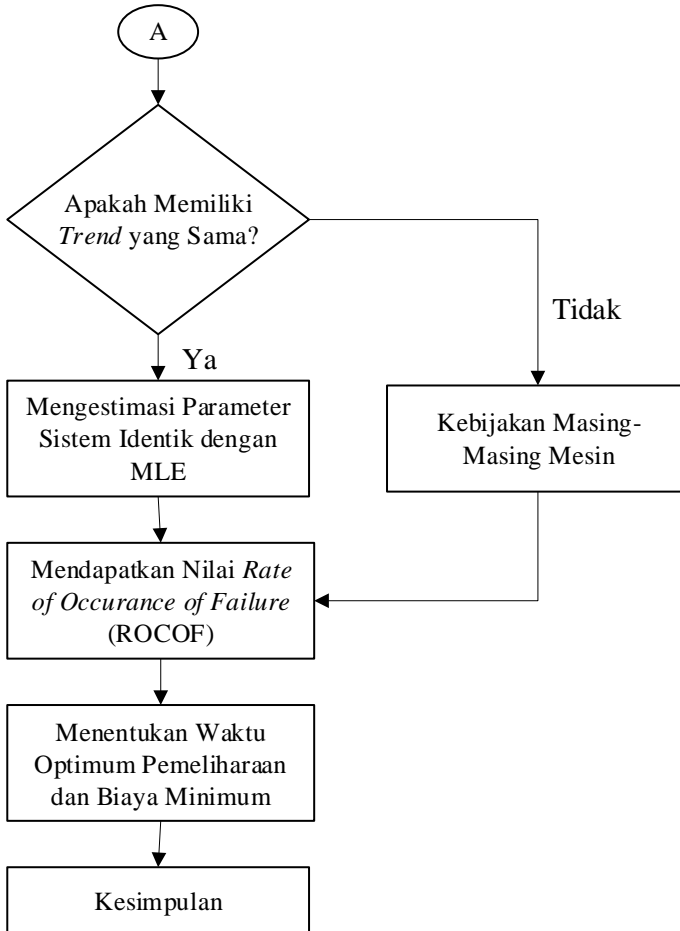 A
Apakah Memiliki
Trend yang Sama?
Tidak
Ya
Mengestimasi Parameter
Sistem Identik dengan
MLE
Kebijakan Masing-
Masing Mesin
Mendapatkan Nilai Rate
of Occurance of Failure
(ROCOF)
Menentukan Waktu
Optimum Pemeliharaan
dan Biaya Minimum
Kesimpulan